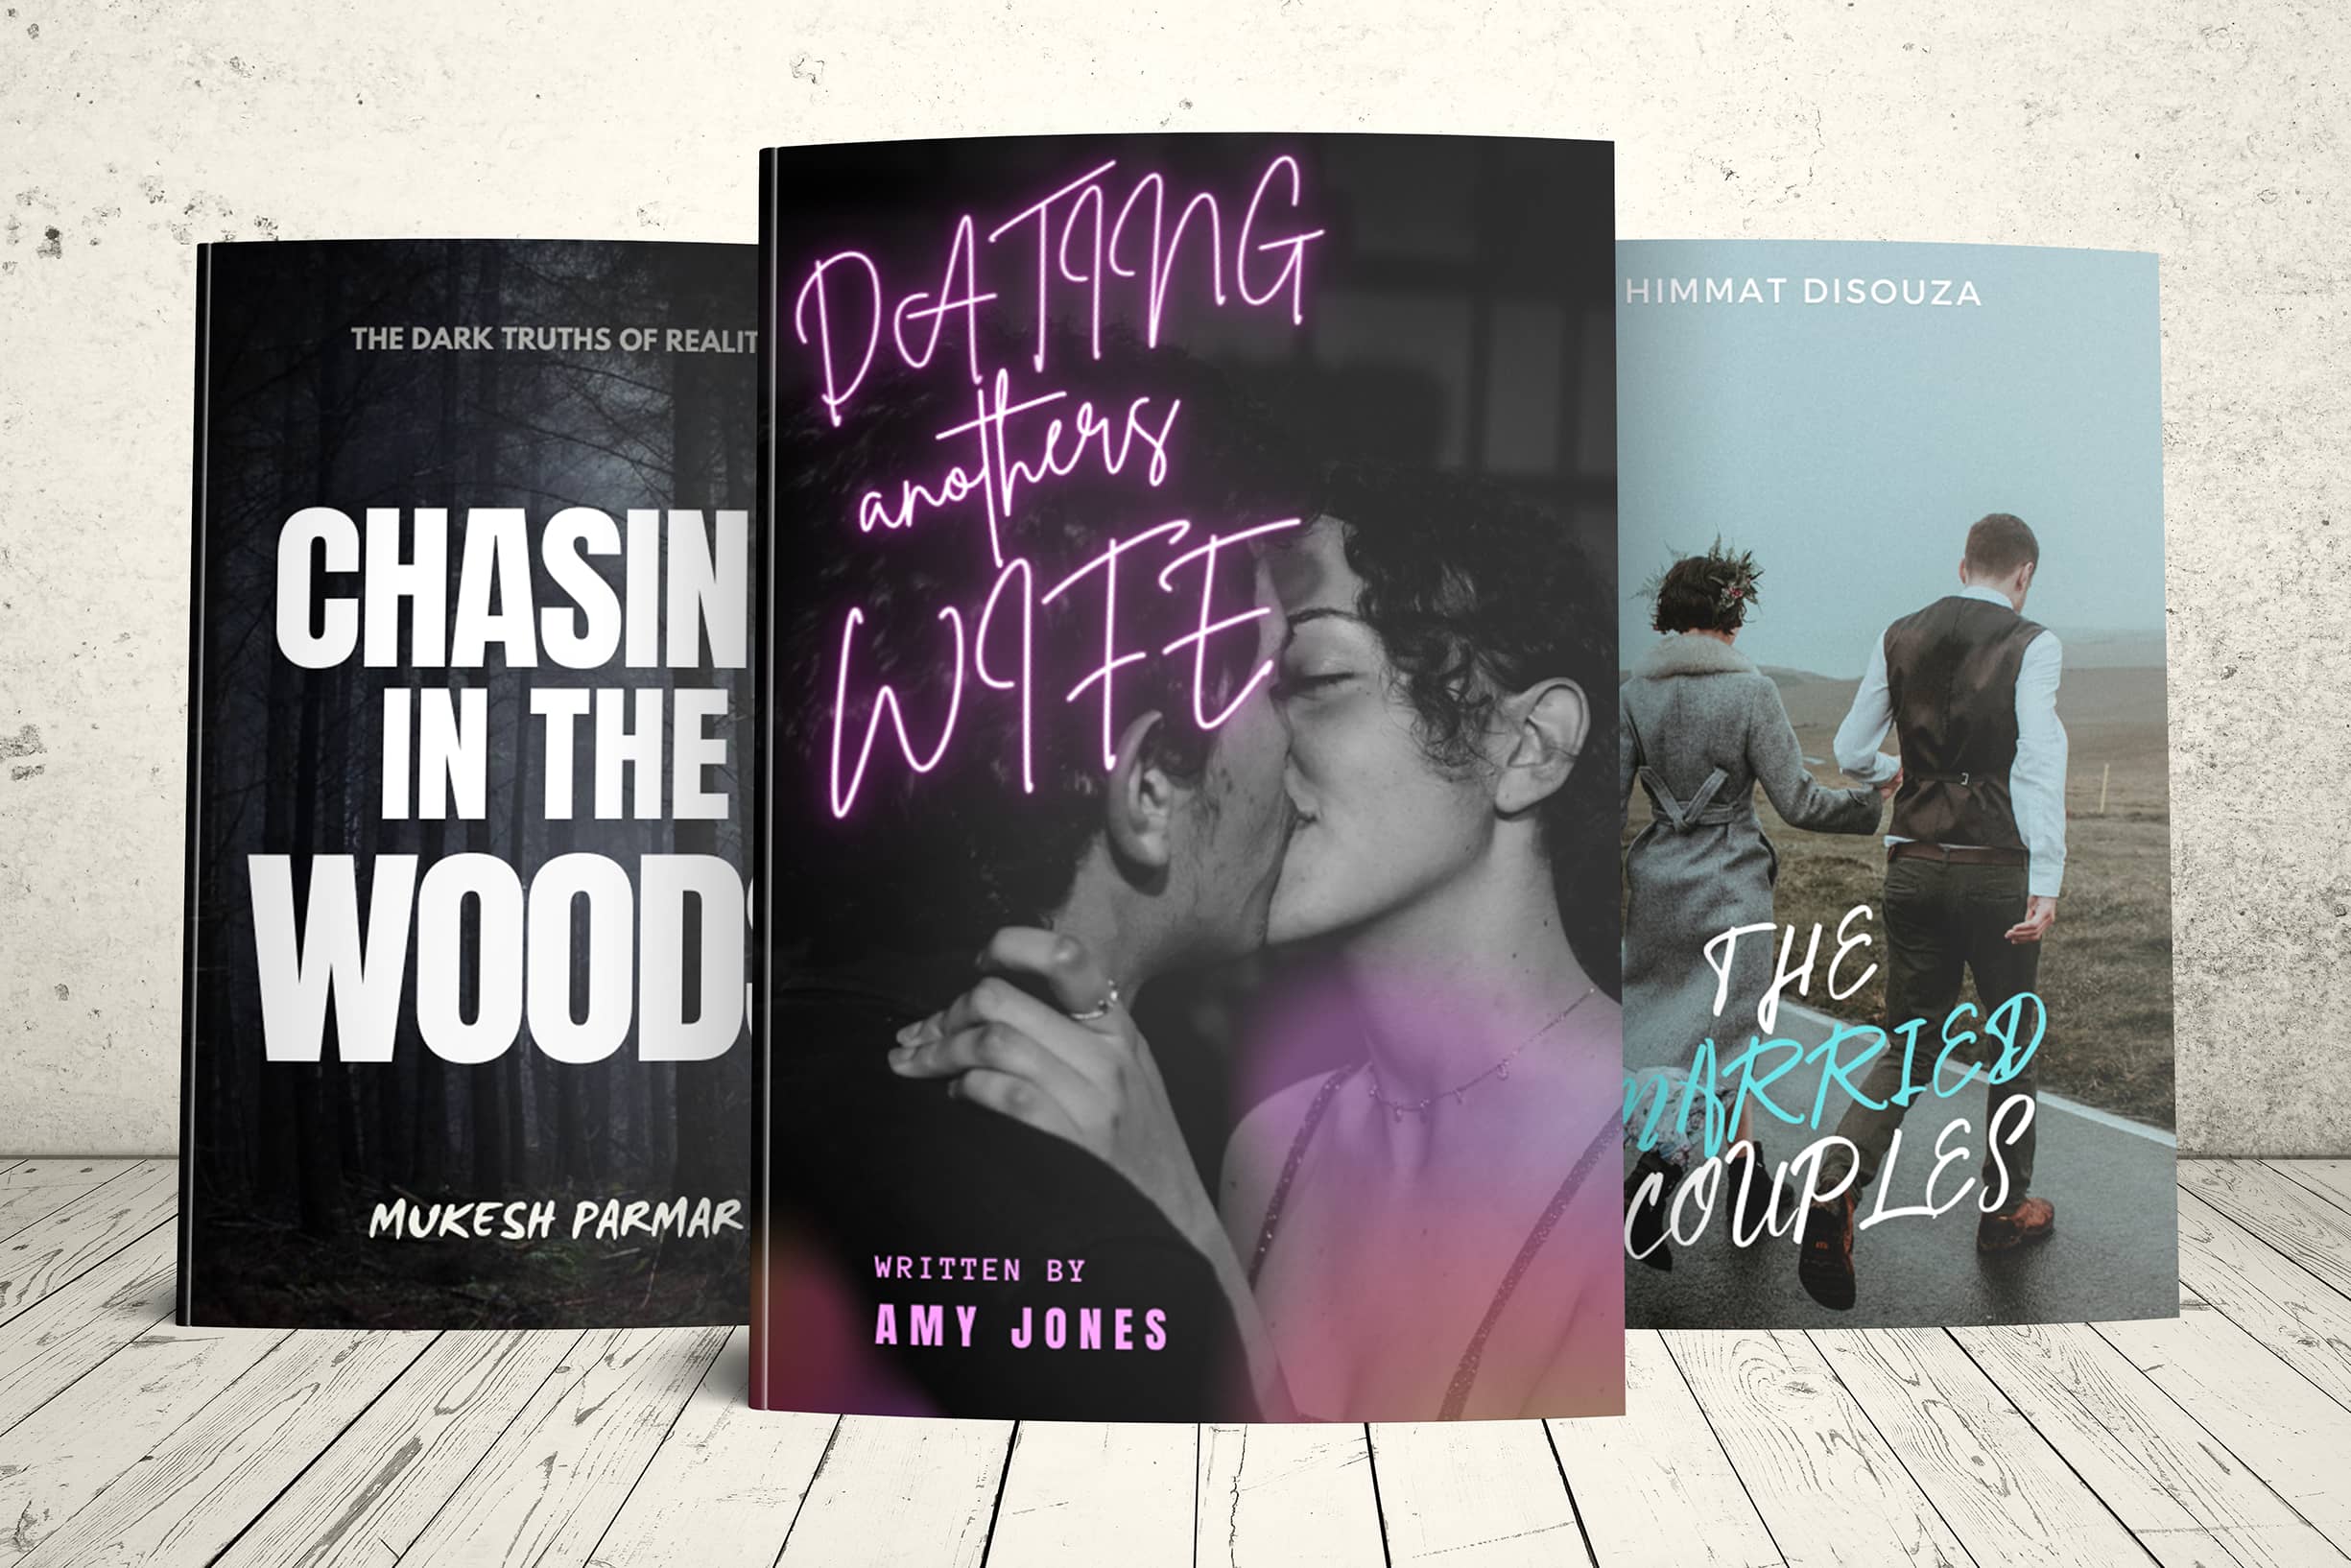 THE DARK TRUTHS OF REALIT
CHASIN
IN THE
WOODS
MUKESH PARMAR
DATING
anothers
WIFE
WRITTEN BY
AMY JONES
HIMMAT DISOUZA
THE
MARRIED
COUPLES